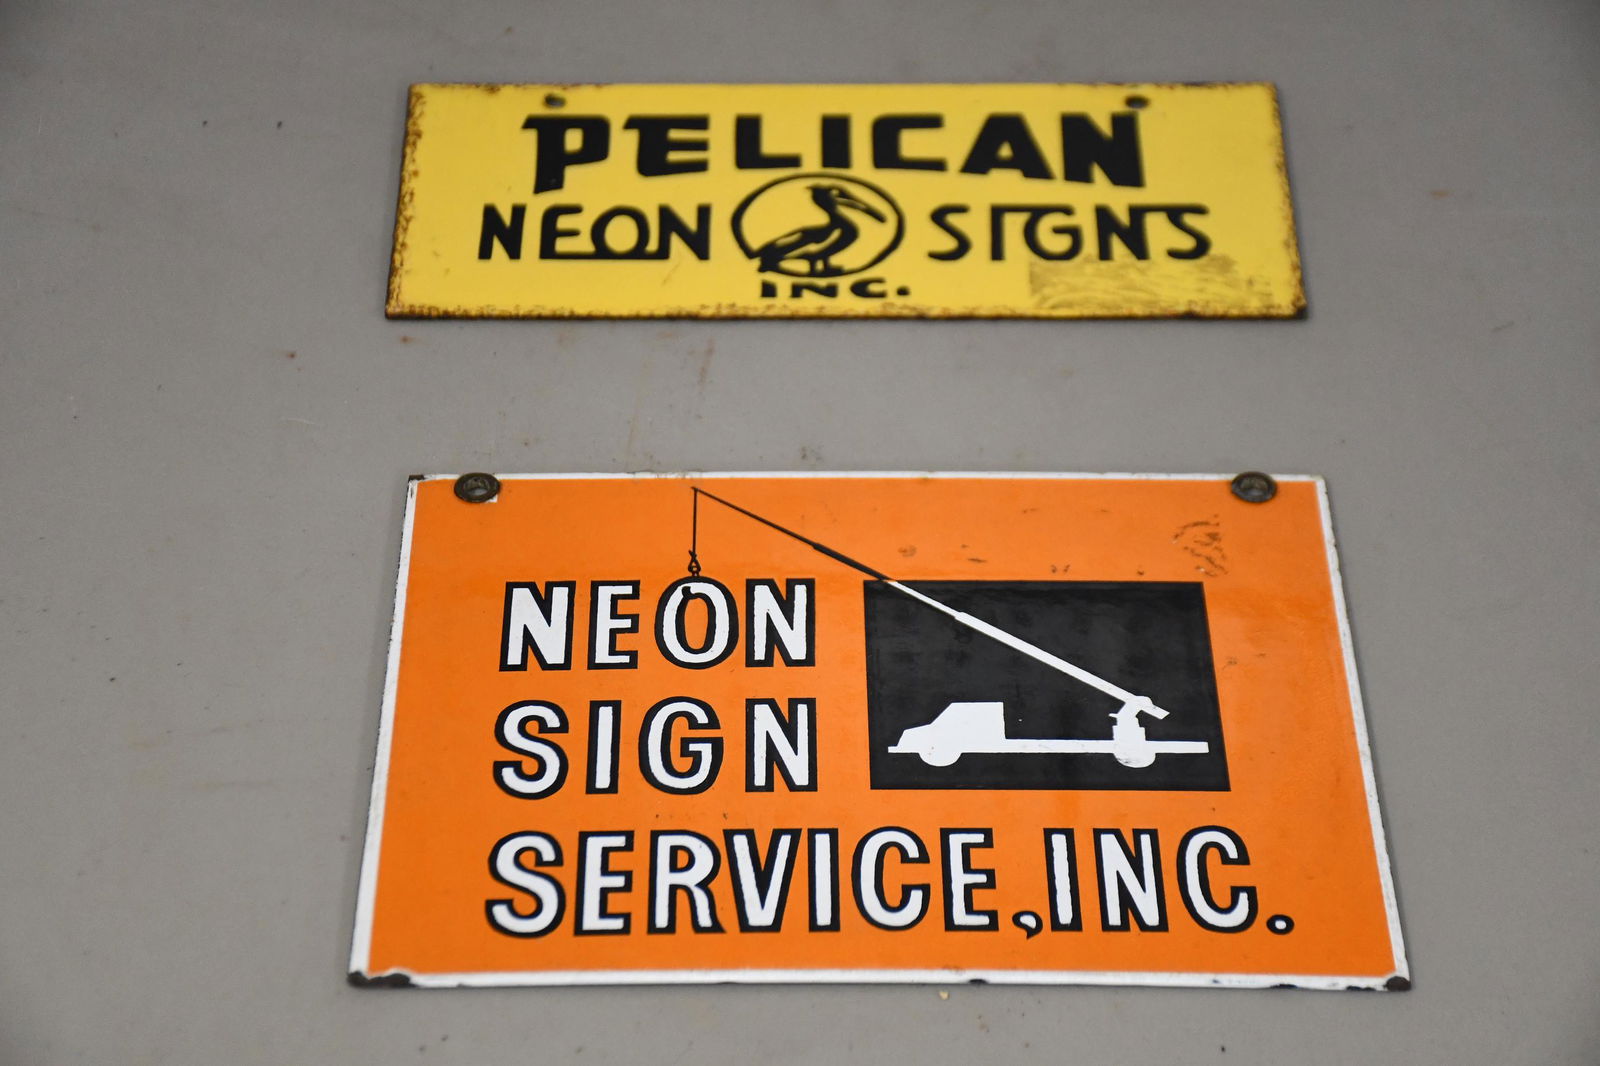 PELICAN
NEON SIGNS
INC.
NEON
SIGN
SERVICE, INC.